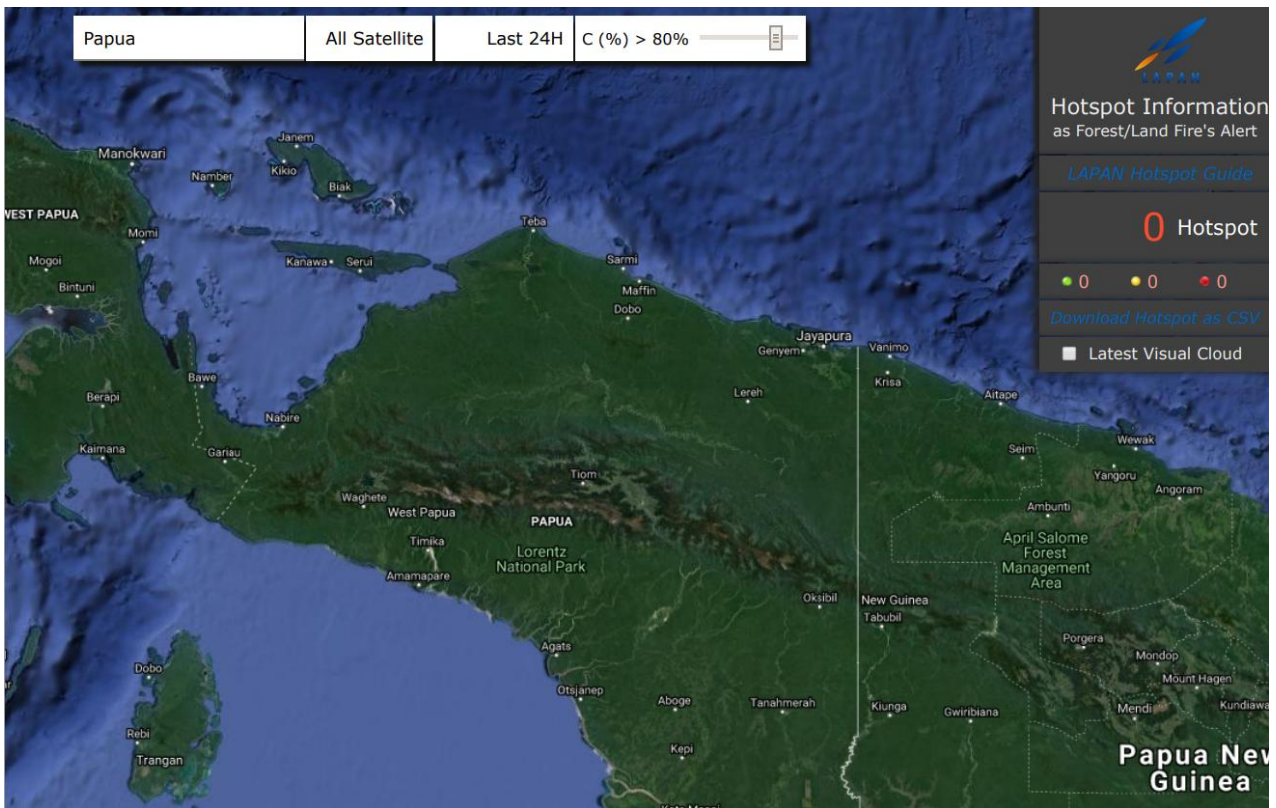 Papua
All Satellite
Last 24H
C (%) > 80%
LAPAN
Hotspot Information
as Forest/Land Fire's Alert
LAPAN Hotspot Guide
0 Hotspot
0 0 0
Download Hotspot as CSV
Latest Visual Cloud
Janem
Manokwari
Kikio
Namber
Biak
WEST PAPUA
Teba
Momi
Mogoi
Kanawa
Serui
Sarmi
Bintuni
Maffin
Dobo
Jayapura
Genyem
Vanimo
Bawe
Krisa
Berapi
Lereh
Aitape
Nabire
Kaimana
Gariau
Seim
Wewak
Tiom
Yangoru
Waghete
Angoram
West Papua
PAPUA
Ambunti
Timika
Lorentz
National Park
April Salome
Forest
Management
Area
Amamapare
Oksibil
New Guinea
Tabubil
Agats
Porgera
Dobo
Mondop
Otsjanep
Mount Hagen
Aboge
Tanahmerah
Kiunga
Gwiribiana
Mendi
Kundiawa
Rebi
Kepi
Trangan
Papua New
Guinea